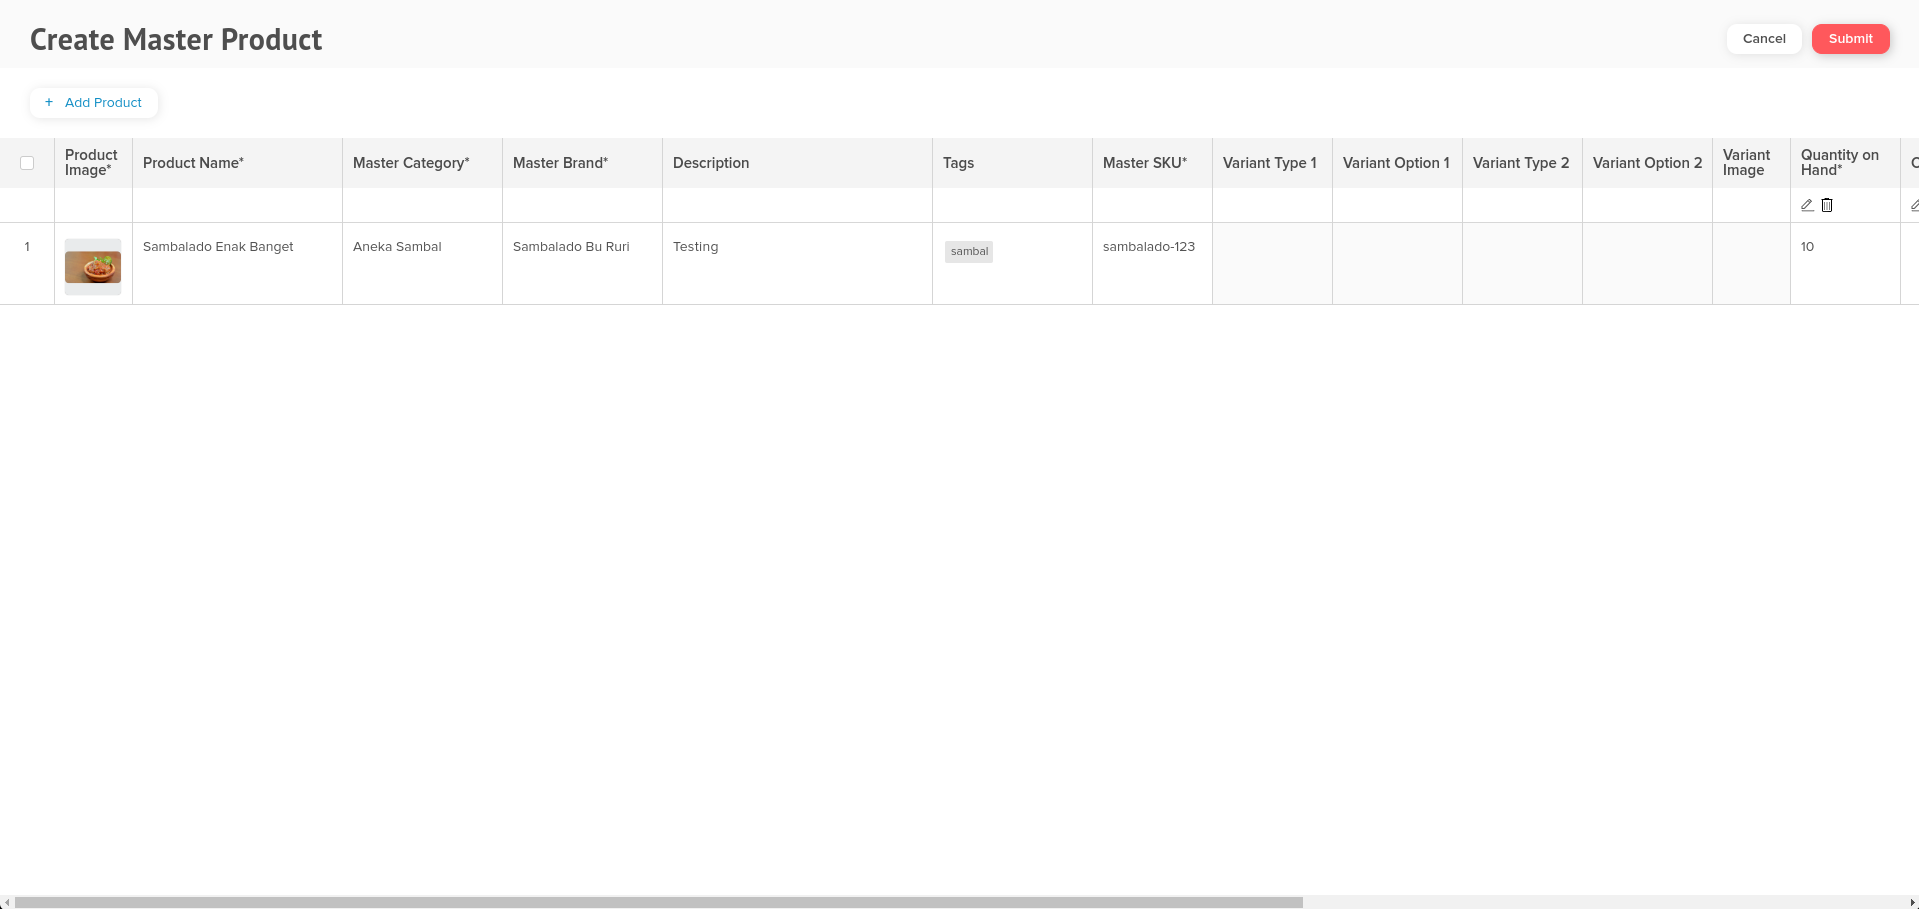 Create Master Product
Cancel
Submit
+ Add Product
Product Image*
Product Name*
Master Category*
Master Brand*
Description
Tags
Master SKU*
Variant Type 1
Variant Option 1
Variant Type 2
Variant Option 2
Variant Image
Quantity on Hand*
1
Sambalado Enak Banget
Aneka Sambal
Sambalado Bu Ruri
Testing
sambal
sambalado-123
10